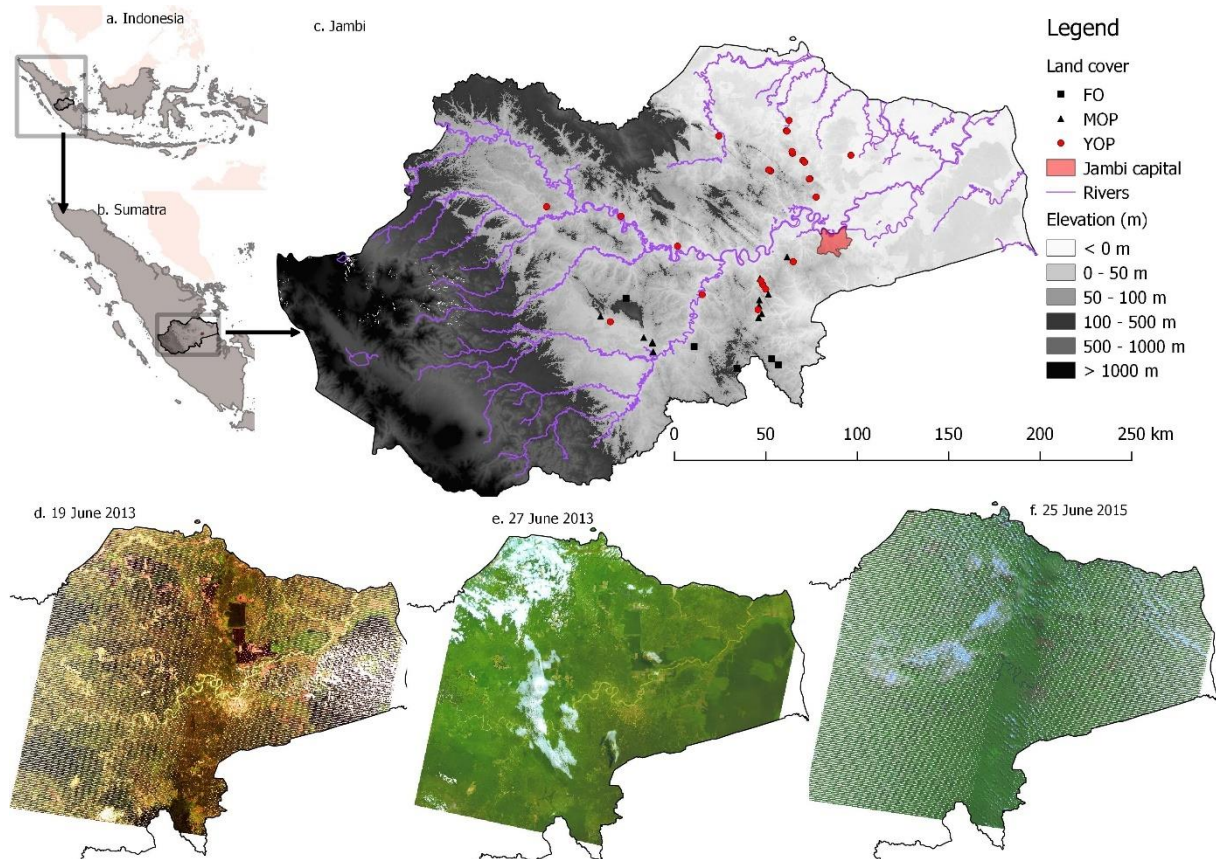 a. Indonesia
b. Sumatra
c. Jambi
Legend
Land cover
FO
MOP
YOP
Jambi capital
Rivers
Elevation (m)
< 0 m
0 - 50 m
50 - 100 m
100 - 500 m
500 - 1000 m
> 1000 m
0 50 100 150 200 250 km
d. 19 June 2013
e. 27 June 2013
f. 25 June 2015